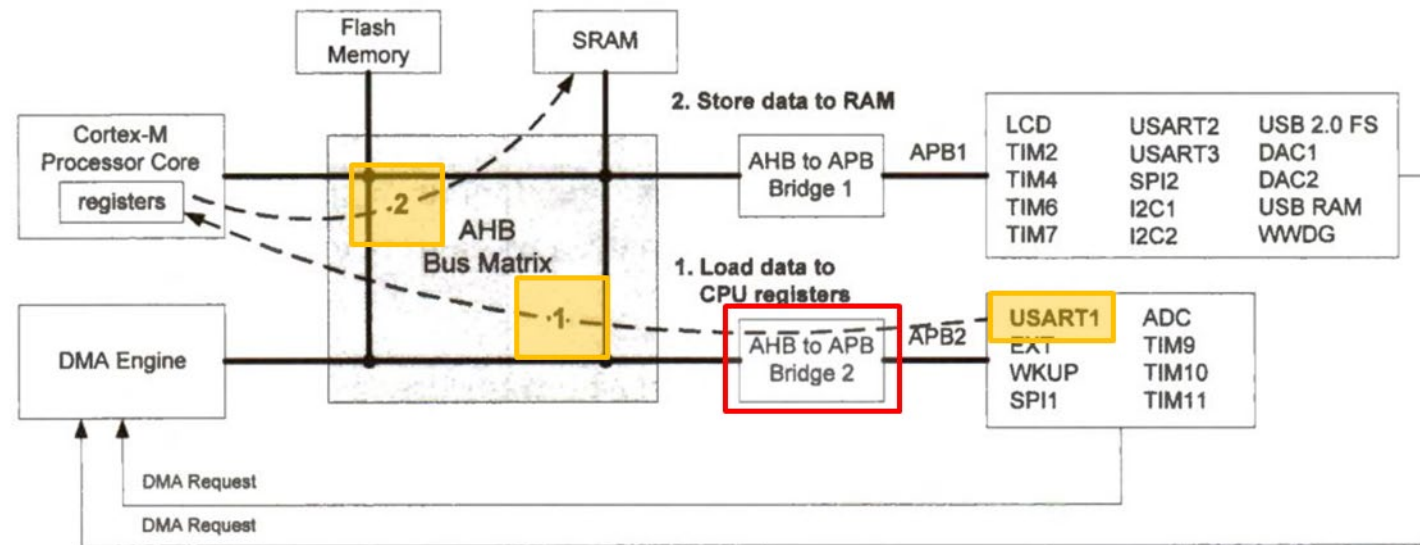 Flash
Memory
SRAM
2. Store data to RAM
Cortex-M
Processor Core
registers
.2
AHB
Bus Matrix
AHB to APB
Bridge 1
APB1
LCD USART2 USB 2.0 FS
TIM2 USART3 DAC1
TIM4 SPI2 DAC2
TIM6 I2C1 USB RAM
TIM7 I2C2 WWDG
1. Load data to
CPU registers
·1·
DMA Engine
AHB to APB
Bridge 2
APB2
USART1 ADC
EXT TIM9
WKUP TIM10
SPI1 TIM11
DMA Request
DMA Request